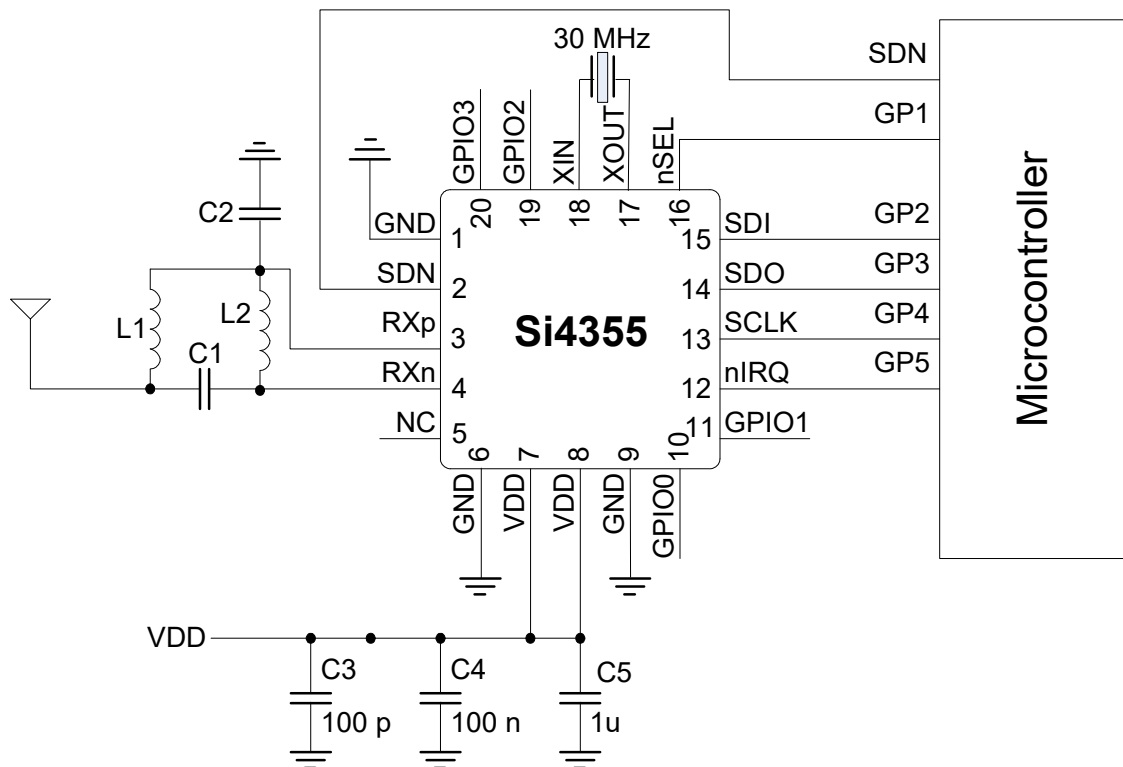 30 MHz
SDN
GP1
GPIO3
GPIO2
XIN
XOUT
nSEL
20
19
18
17
16
C2
GND
1
15
SDI
GP2
SDN
2
14
SDO
GP3
L1
L2
RXp
3
Si4355
13
SCLK
GP4
C1
RXn
4
12
nIRQ
GP5
NC
5
11
GPIO1
Microcontroller
6
7
8
9
10
GND
VDD
VDD
GND
GPIO0
VDD
C3
C4
C5
100 p
100 n
1u